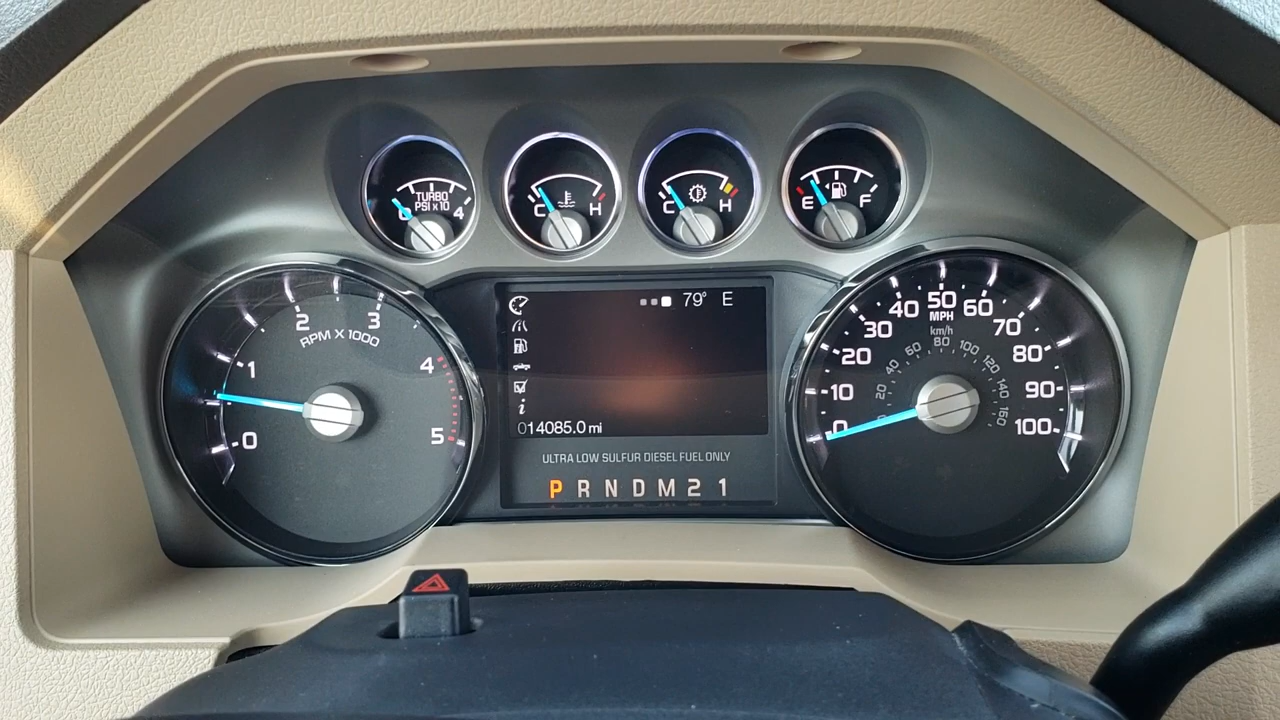 TURBO
PSI x 10
0 4
C H
C H
E F
0 1 2 3 4 5
RPM X 1000
79° E
i
014085.0 mi
ULTRA LOW SULFUR DIESEL FUEL ONLY
P R N D M 2 1
0 10 20 30 40 50 60 70 80 90 100
MPH
km/h
0 20 40 60 80 100 120 140 160